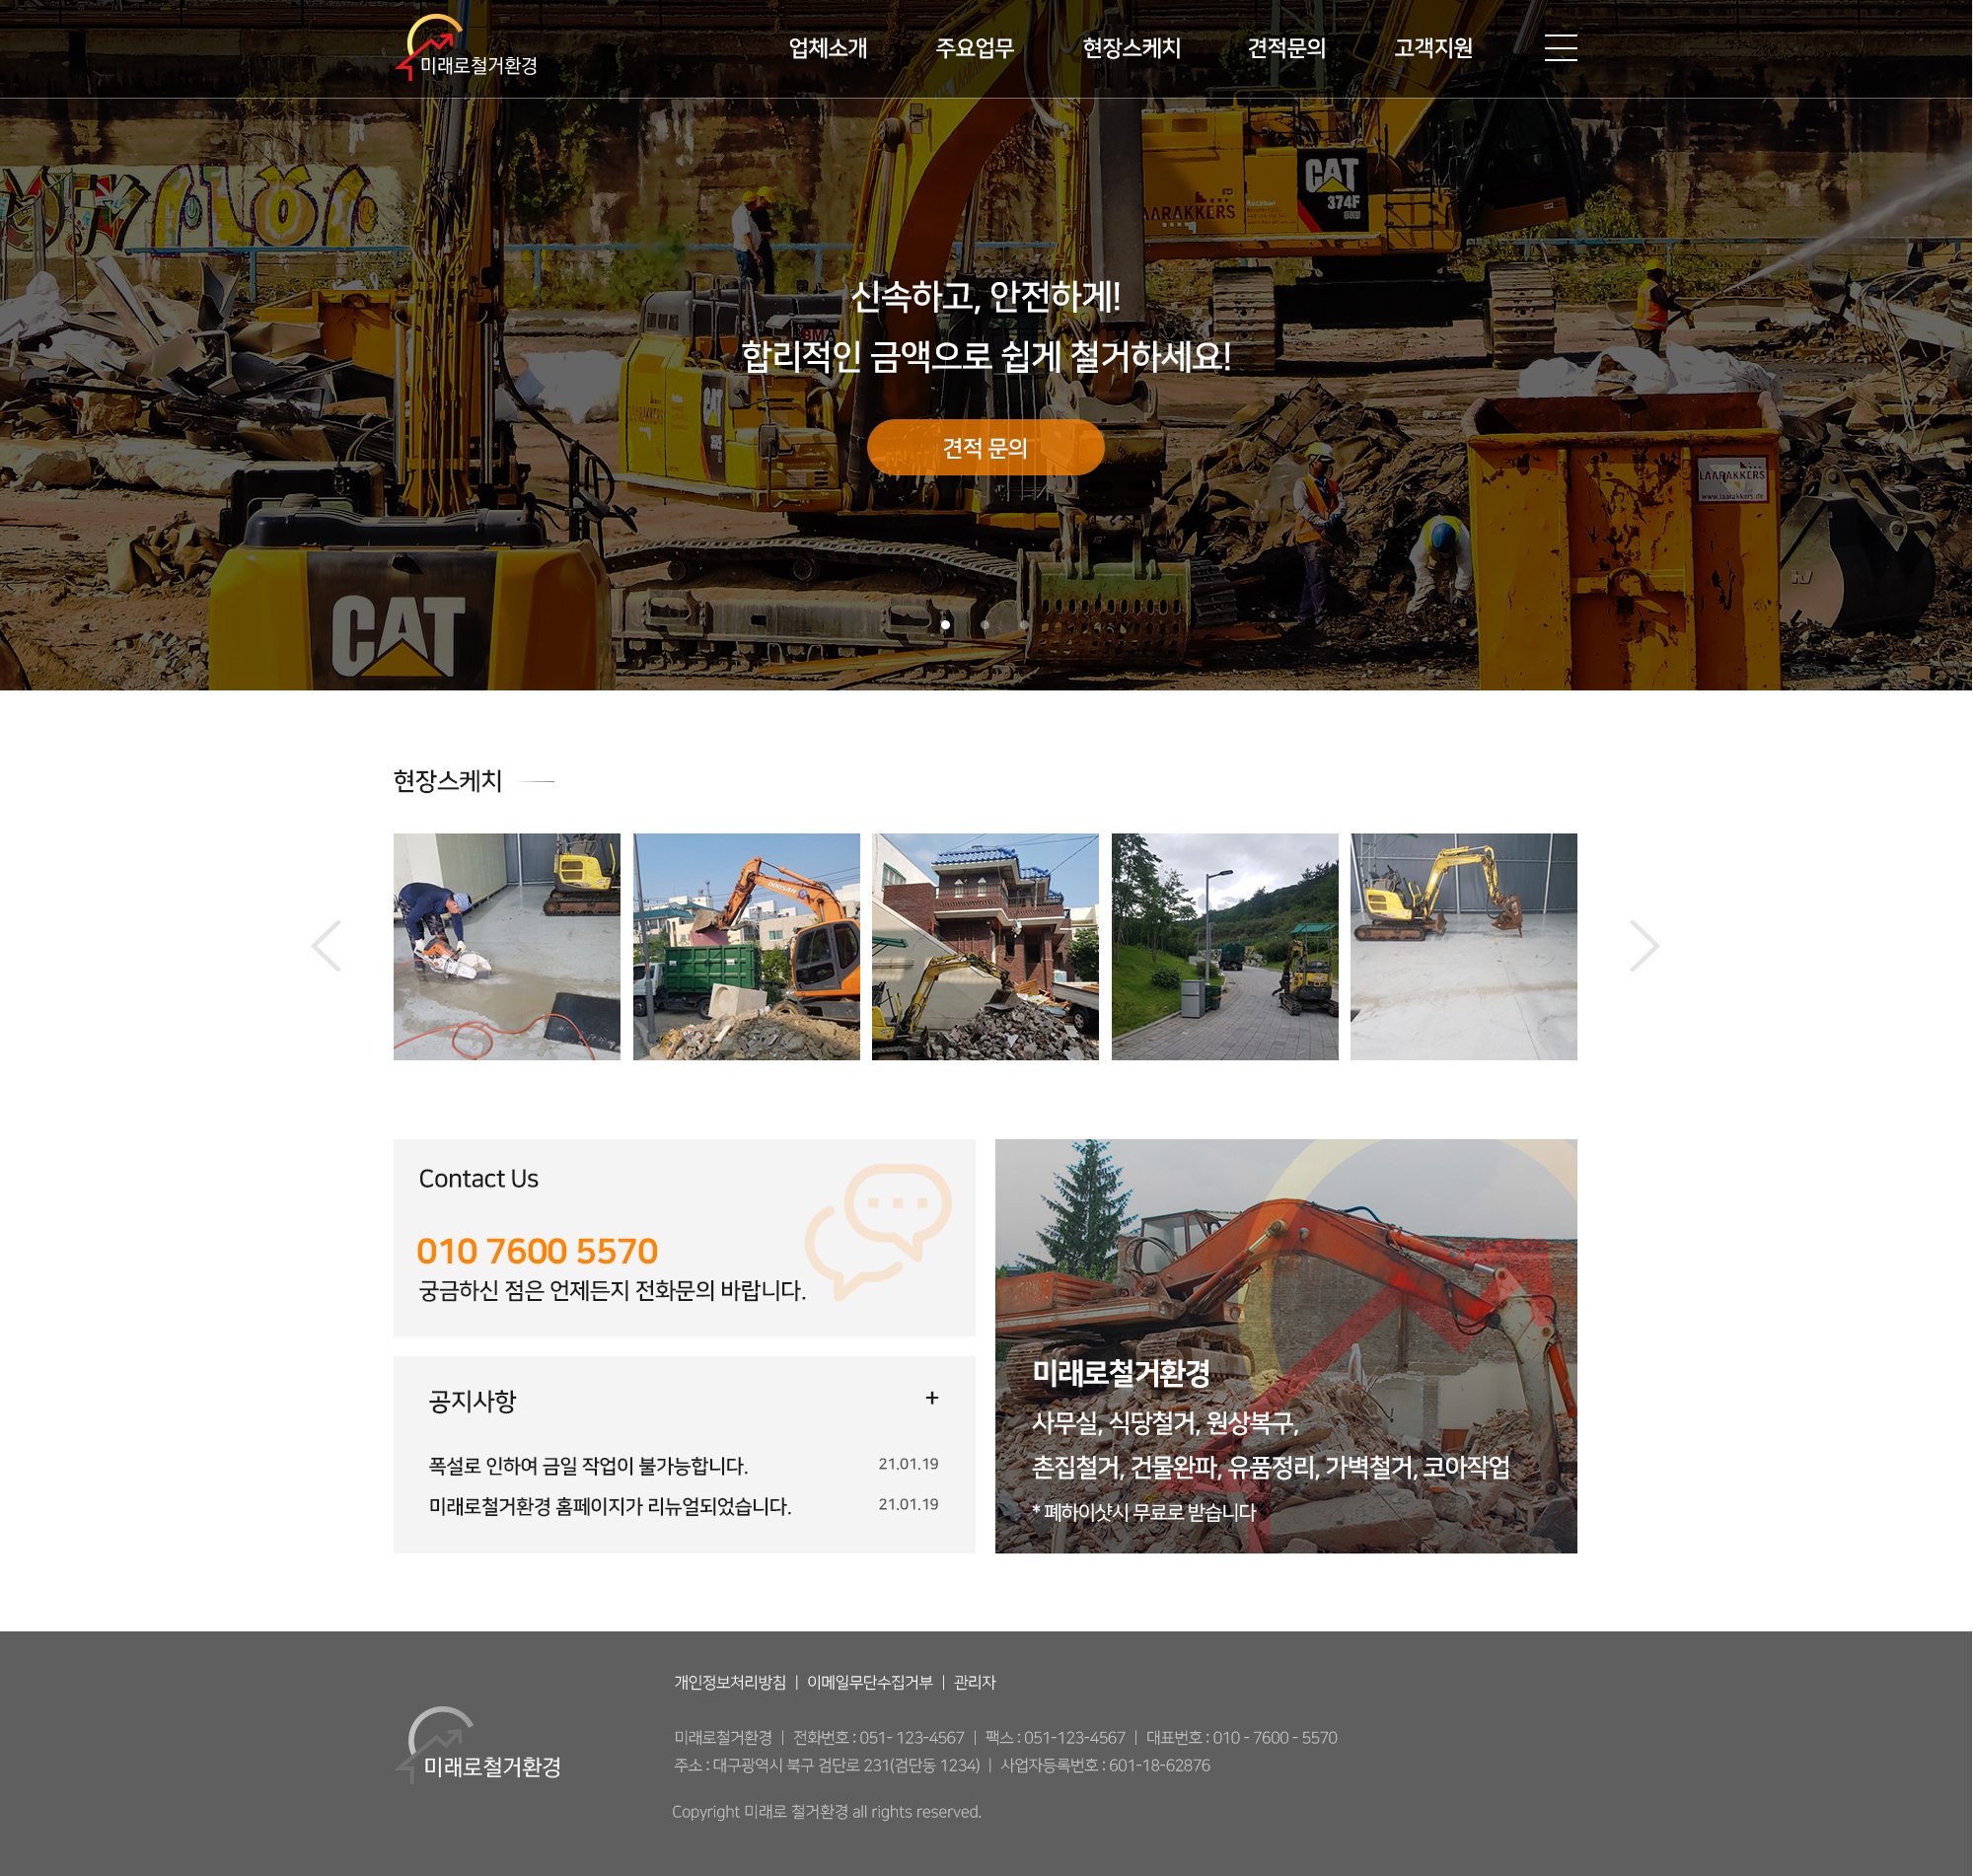 미래로철거환경
업체소개 주요업무 현장스케치 견적문의 고객지원
CAT
374F
LAARAKKERS
신속하고, 안전하게!
합리적인 금액으로 쉽게 철거하세요!
견적 문의
CAT
LAARAKKERS
www.laarakkers.de
CAT
현장스케치
DOOSAN
Contact Us
010 7600 5570
궁금하신 점은 언제든지 전화문의 바랍니다.
공지사항 +
폭설로 인하여 금일 작업이 불가능합니다. 21.01.19
미래로철거환경 홈페이지가 리뉴얼되었습니다. 21.01.19
미래로철거환경
사무실, 식당철거, 원상복구,
촌집철거, 건물완파, 유품정리, 가벽철거, 코아작업
* 폐하이샷시 무료로 받습니다
개인정보처리방침 | 이메일무단수집거부 | 관리자
미래로철거환경
미래로철거환경 | 전화번호 : 051- 123-4567 | 팩스 : 051-123-4567 | 대표번호 : 010 - 7600 - 5570
주소 : 대구광역시 북구 검단로 231(검단동 1234) | 사업자등록번호 : 601-18-62876
Copyright 미래로 철거환경 all rights reserved.